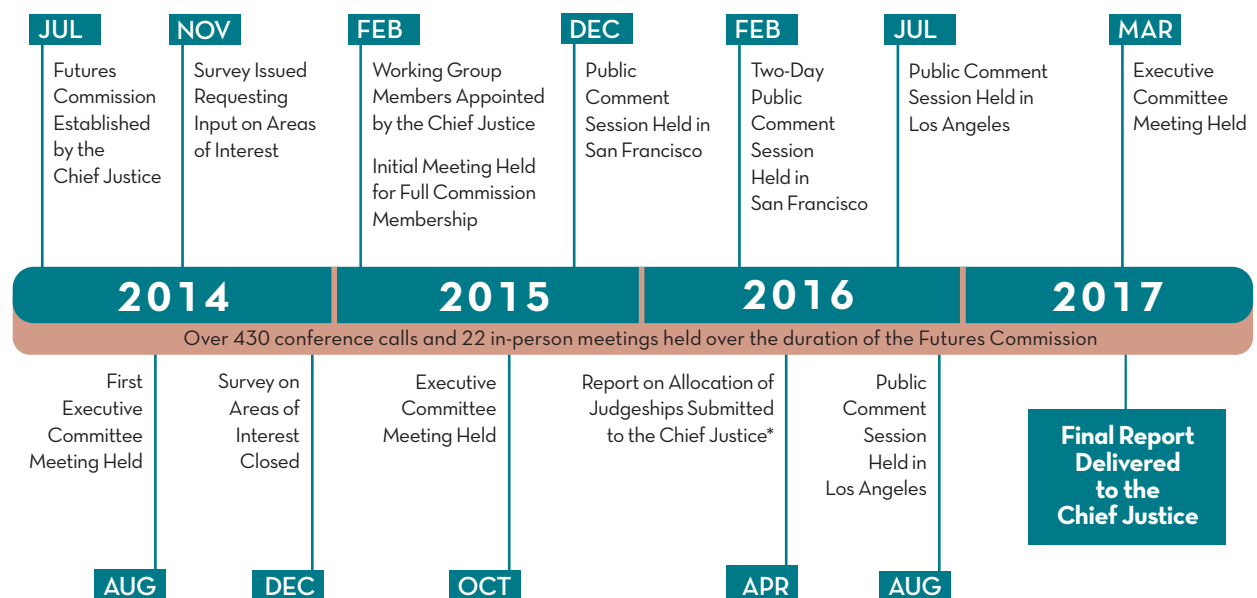 JUL
Futures
Commission
Established
by the
Chief Justice
NOV
Survey Issued
Requesting
Input on Areas
of Interest
FEB
Working Group
Members Appointed
by the Chief Justice
Initial Meeting Held
for Full Commission
Membership
DEC
Public
Comment
Session Held in
San Francisco
FEB
Two-Day
Public
Comment
Session
Held in
San Francisco
JUL
Public Comment
Session Held in
Los Angeles
MAR
Executive
Committee
Meeting Held
2014
2015
2016
2017
Over 430 conference calls and 22 in-person meetings held over the duration of the Futures Commission
First
Executive
Committee
Meeting Held
AUG
Survey on
Areas of
Interest
Closed
DEC
Executive
Committee
Meeting Held
OCT
Report on Allocation of
Judgeships Submitted
to the Chief Justice*
APR
Public
Comment
Session
Held in
Los Angeles
AUG
Final Report
Delivered
to the
Chief Justice